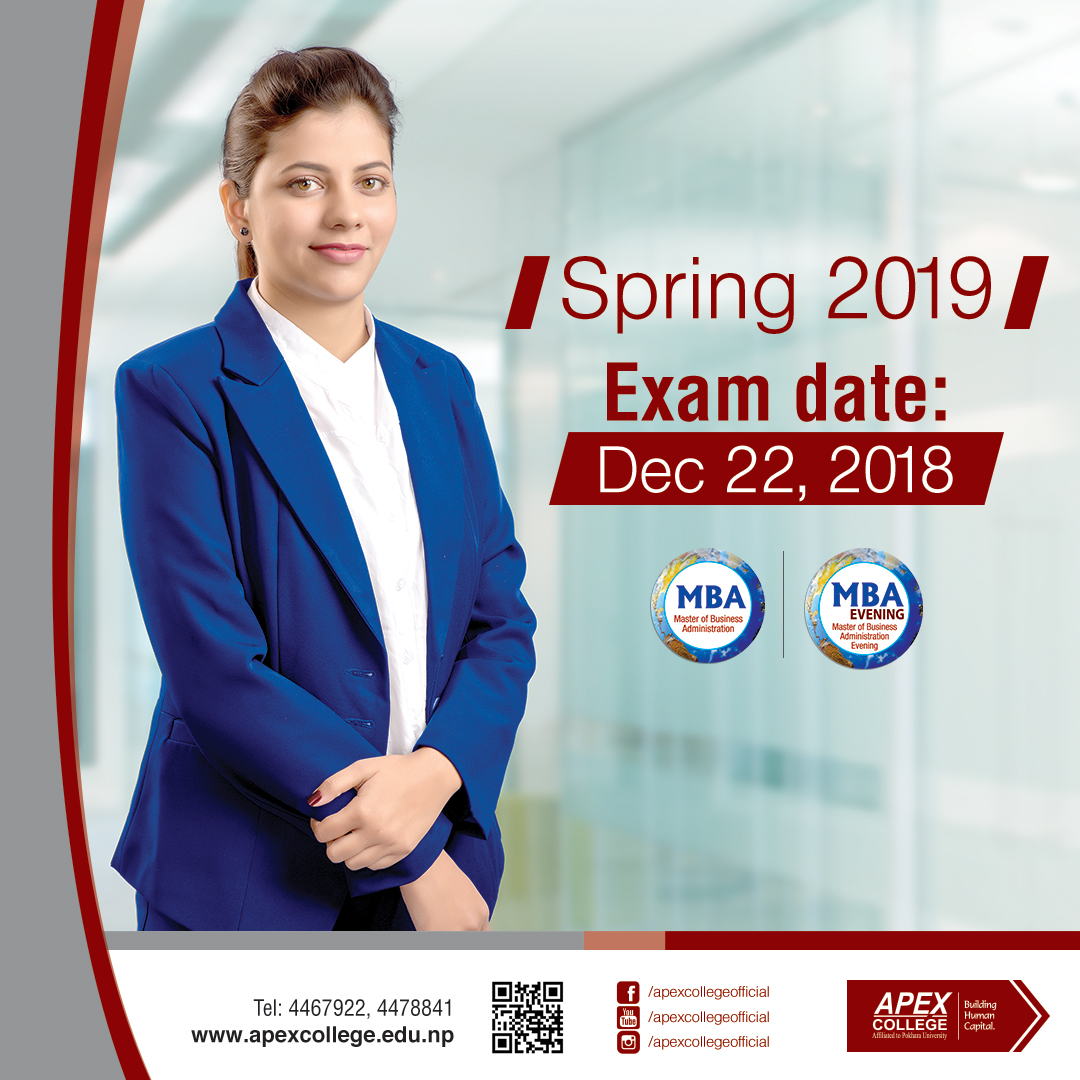 Spring 2019
Exam date:
Dec 22, 2018
MBA
Master of Business
Administration
MBA
EVENING
Master of Business
Administration
Evening
Tel: 4467922, 4478841
www.apexcollege.edu.np
/apexcollegeofficial
You
Tube
/apexcollegeofficial
/apexcollegeofficial
APEX
COLLEGE
Affiliated to Pokhara University
Building
Human
Capital.